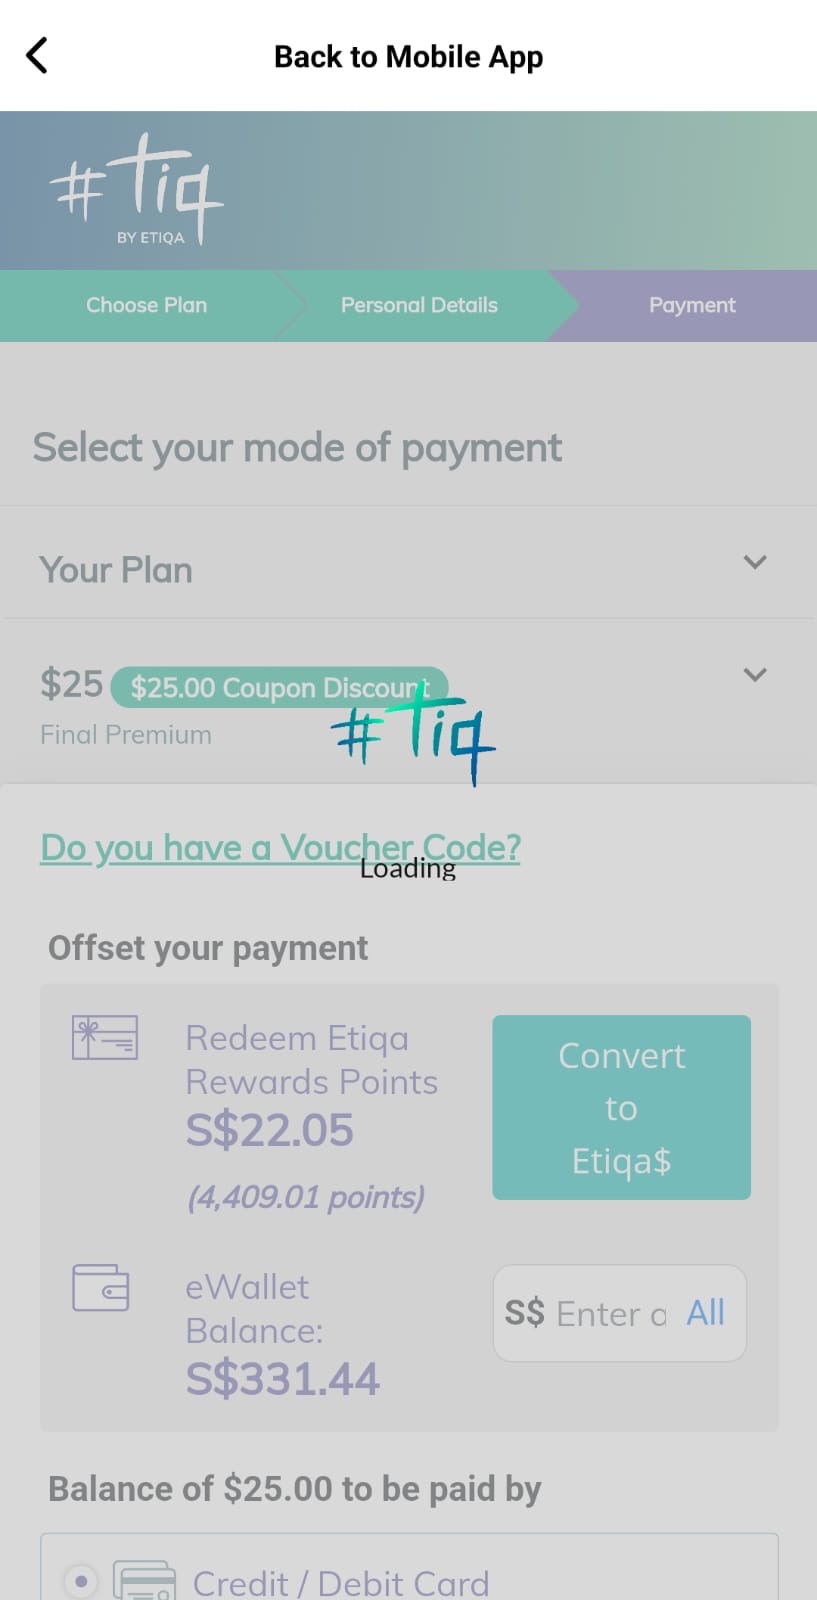 Back to Mobile App
#Tiq
BY ETIQA
Choose Plan
Personal Details
Payment
Select your mode of payment
Your Plan
$25 $25.00 Coupon Discount
Final Premium
#Tiq
Do you have a Voucher Code?
Loading
Offset your payment
Redeem Etiqa
Rewards Points
S$22.05
(4,409.01 points)
Convert
to
Etiqa$
eWallet
Balance:
S$331.44
S$ Enter a All
Balance of $25.00 to be paid by
Credit / Debit Card